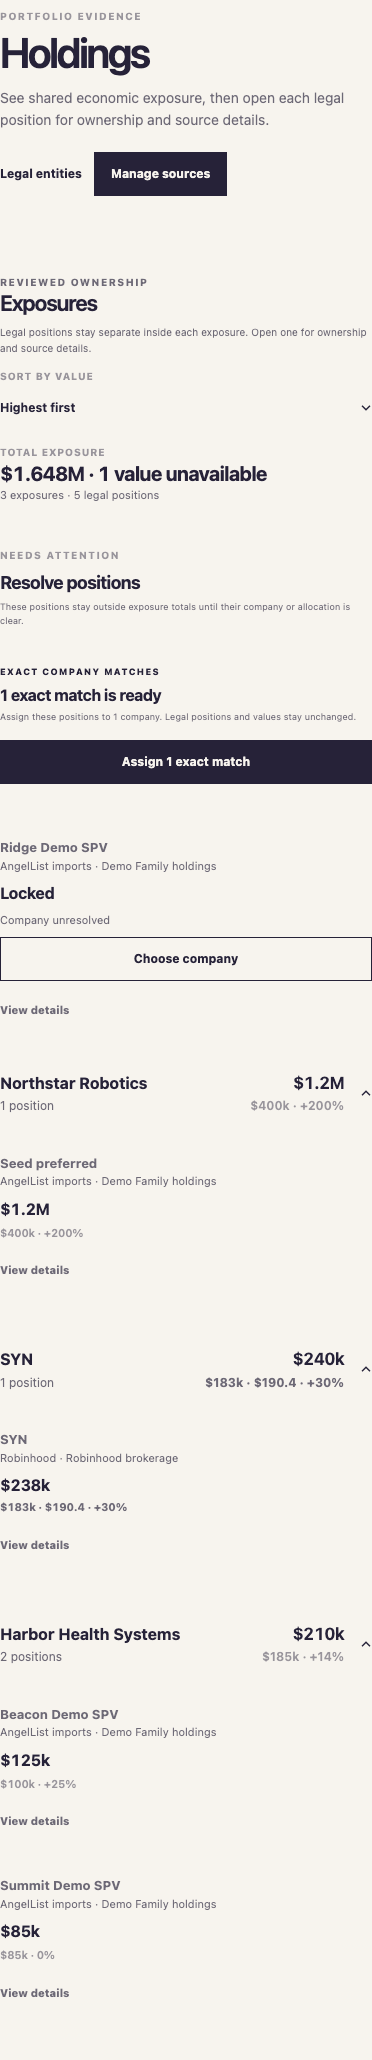 PORTFOLIO EVIDENCE
Holdings
See shared economic exposure, then open each legal
position for ownership and source details.
Legal entities
Manage sources
REVIEWED OWNERSHIP
Exposures
Legal positions stay separate inside each exposure. Open one for ownership
and source details.
SORT BY VALUE
Highest first
TOTAL EXPOSURE
$1.648M · 1 value unavailable
3 exposures · 5 legal positions
NEEDS ATTENTION
Resolve positions
These positions stay outside exposure totals until their company or allocation is
clear.
EXACT COMPANY MATCHES
1 exact match is ready
Assign these positions to 1 company. Legal positions and values stay unchanged.
Assign 1 exact match
Ridge Demo SPV
AngelList imports · Demo Family holdings
Locked
Company unresolved
Choose company
View details
Northstar Robotics $1.2M
1 position $400k · +200%
Seed preferred
AngelList imports · Demo Family holdings
$1.2M
$400k · +200%
View details
SYN $240k
1 position $183k · $190.4 · +30%
SYN
Robinhood · Robinhood brokerage
$238k
$183k · $190.4 · +30%
View details
Harbor Health Systems $210k
2 positions $185k · +14%
Beacon Demo SPV
AngelList imports · Demo Family holdings
$125k
$100k · +25%
View details
Summit Demo SPV
AngelList imports · Demo Family holdings
$85k
$85k · 0%
View details